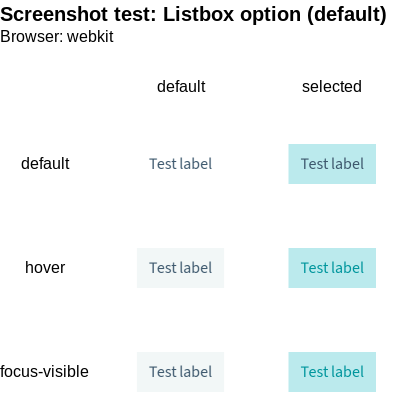 Screenshot test: Listbox option (default)
Browser: webkit
default selected
default Test label Test label
hover Test label Test label
focus-visible Test label Test label